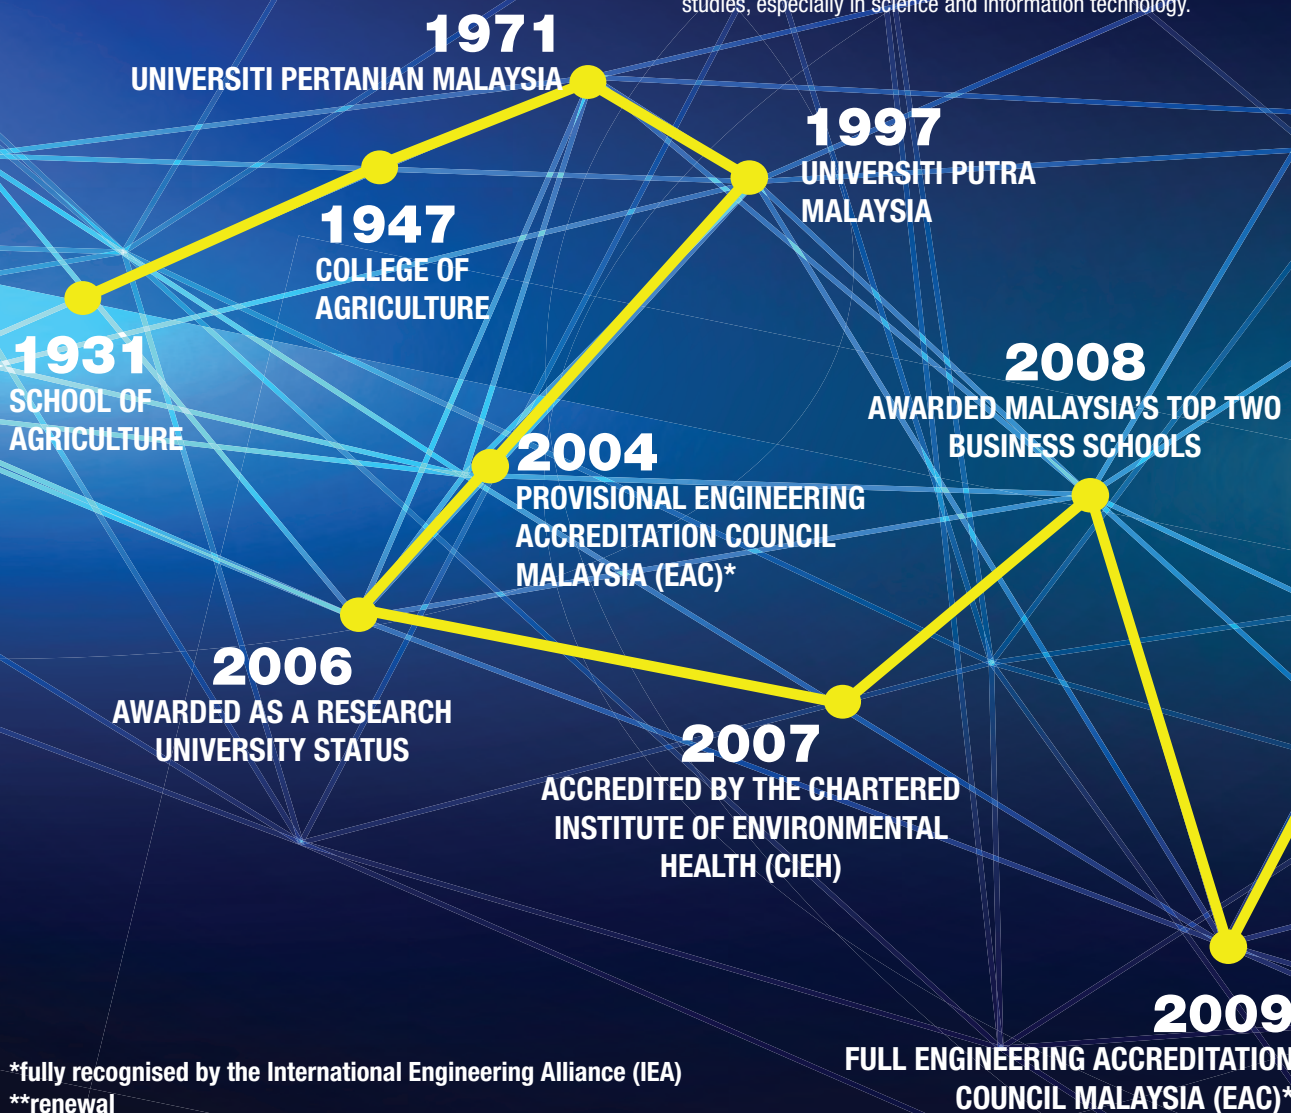 studies, especially in science and information technology.
1971
UNIVERSITI PERTANIAN MALAYSIA
1997
UNIVERSITI PUTRA
MALAYSIA
1947
COLLEGE OF
AGRICULTURE
1931
SCHOOL OF
AGRICULTURE
2008
AWARDED MALAYSIA'S TOP TWO
BUSINESS SCHOOLS
2004
PROVISIONAL ENGINEERING
ACCREDITATION COUNCIL
MALAYSIA (EAC)*
2006
AWARDED AS A RESEARCH
UNIVERSITY STATUS
2007
ACCREDITED BY THE CHARTERED
INSTITUTE OF ENVIRONMENTAL
HEALTH (CIEH)
2009
FULL ENGINEERING ACCREDITATION
COUNCIL MALAYSIA (EAC)*
*fully recognised by the International Engineering Alliance (IEA)
**renewal